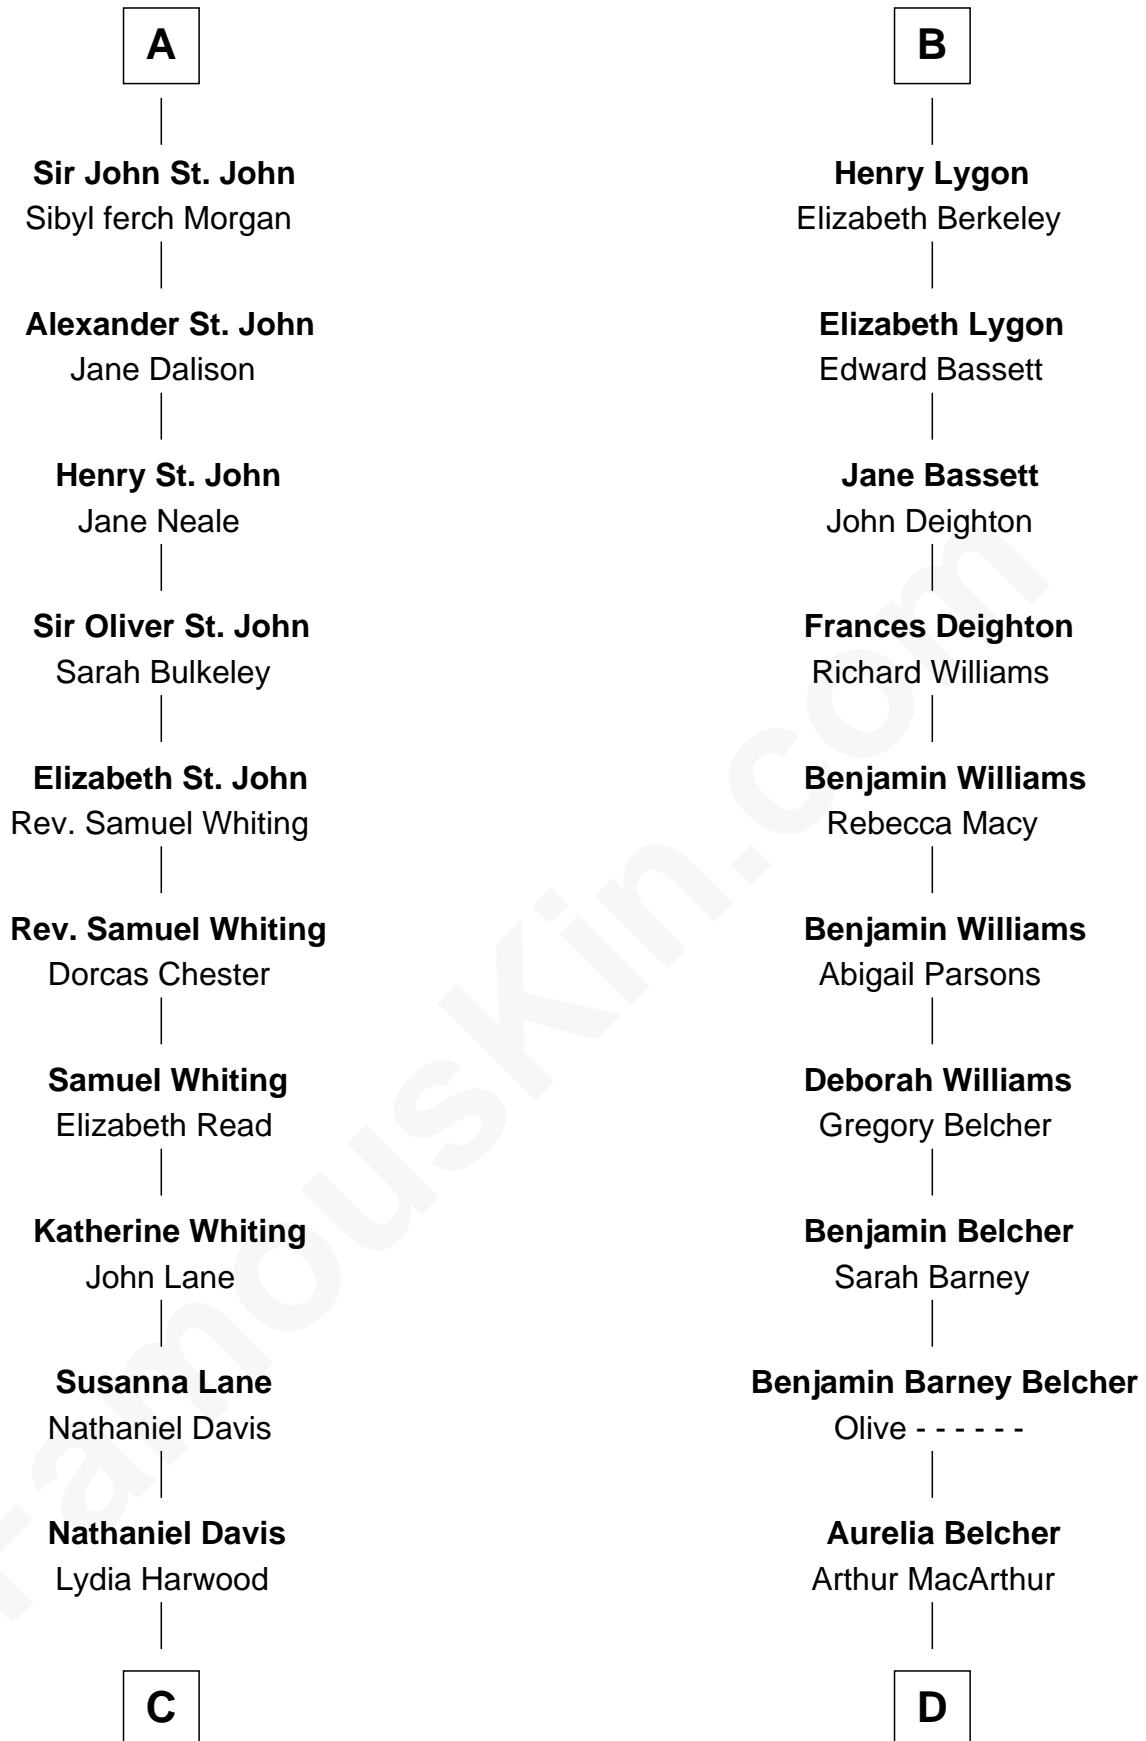 A
Sir John St. John
Sibyl ferch Morgan
Alexander St. John
Jane Dalison
Henry St. John
Jane Neale
Sir Oliver St. John
Sarah Bulkeley
Elizabeth St. John
Rev. Samuel Whiting
Rev. Samuel Whiting
Dorcas Chester
Samuel Whiting
Elizabeth Read
Katherine Whiting
John Lane
Susanna Lane
Nathaniel Davis
Nathaniel Davis
Lydia Harwood
C
B
Henry Lygon
Elizabeth Berkeley
Elizabeth Lygon
Edward Bassett
Jane Bassett
John Deighton
Frances Deighton
Richard Williams
Benjamin Williams
Rebecca Macy
Benjamin Williams
Abigail Parsons
Deborah Williams
Gregory Belcher
Benjamin Belcher
Sarah Barney
Benjamin Barney Belcher
Olive - - - - - -
Aurelia Belcher
Arthur MacArthur
D
FamousKin.com